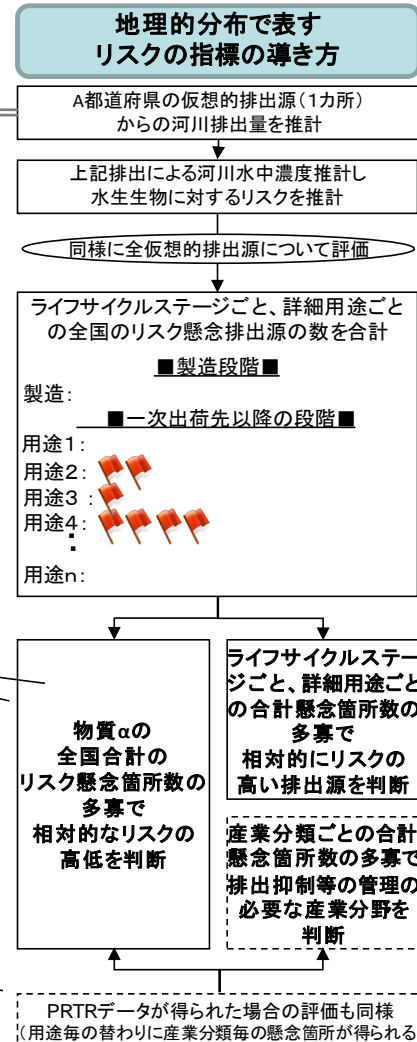 地理的分布で表す
リスクの指標の導き方
A都道府県の仮想的排出源（1カ所）
からの河川排出量を推計
上記排出による河川水中濃度推計し
水生生物に対するリスクを推計
同様に全仮想的排出源について評価
ライフサイクルステージごと、詳細用途ごと
の全国のリスク懸念排出源の数を合計
■製造段階■
製造：
■一次出荷先以降の段階■
用途1：
用途2：
用途3：
用途4：
・
・
用途n：
物質αの
全国合計の
リスク懸念箇所数の
多寡で
相対的なリスクの
高低を判断
ライフサイクルステー
ジごと、詳細用途ごと
の合計懸念箇所数の
多寡で
相対的にリスクの
高い排出源を判断
産業分類ごとの合計
懸念箇所数の多寡で
排出抑制等の管理の
必要な産業分野を
判断
PRTRデータが得られた場合の評価も同様
（用途毎の替わりに産業分類毎の懸念箇所が得られる